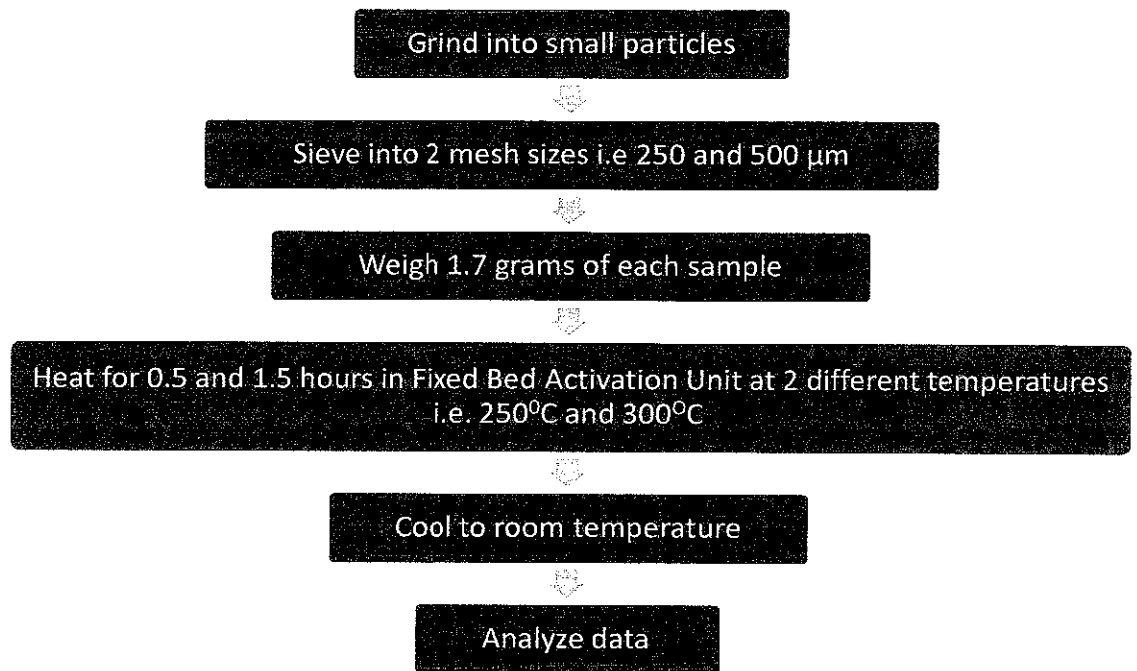 Grind into small particles
Sieve into 2 mesh sizes i.e 250 and 500 µm
Weigh 1.7 grams of each sample
Heat for 0.5 and 1.5 hours in Fixed Bed Activation Unit at 2 different temperatures
i.e. 250⁰C and 300ᴼC
Cool to room temperature
Analyze data